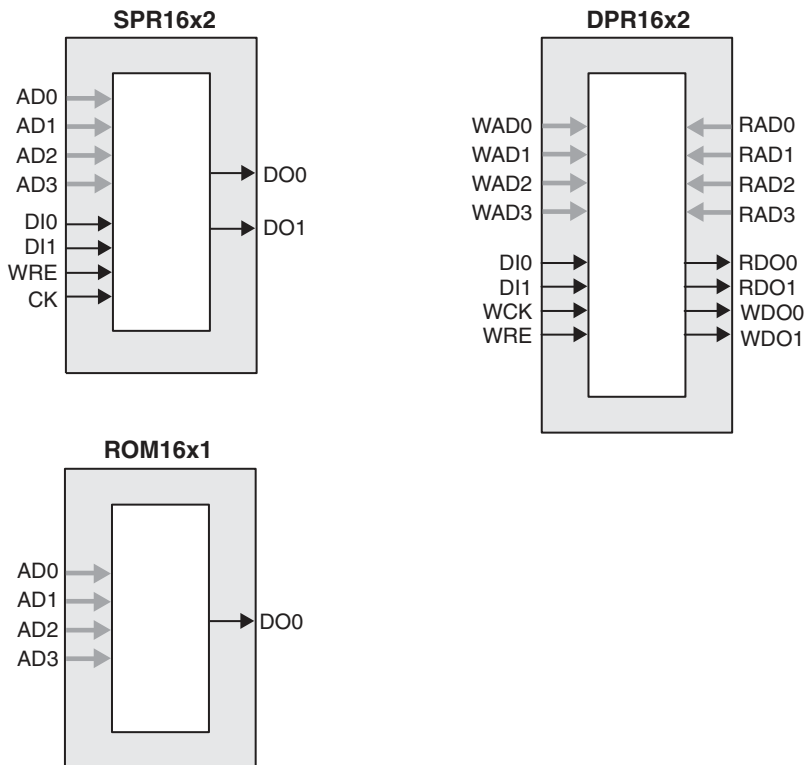 SPR16x2
AD0
AD1
AD2
AD3
DI0
DI1
WRE
CK
DO0
DO1
DPR16x2
WAD0
WAD1
WAD2
WAD3
DI0
DI1
WCK
WRE
RAD0
RAD1
RAD2
RAD3
RDO0
RDO1
WDO0
WDO1
ROM16x1
AD0
AD1
AD2
AD3
DO0